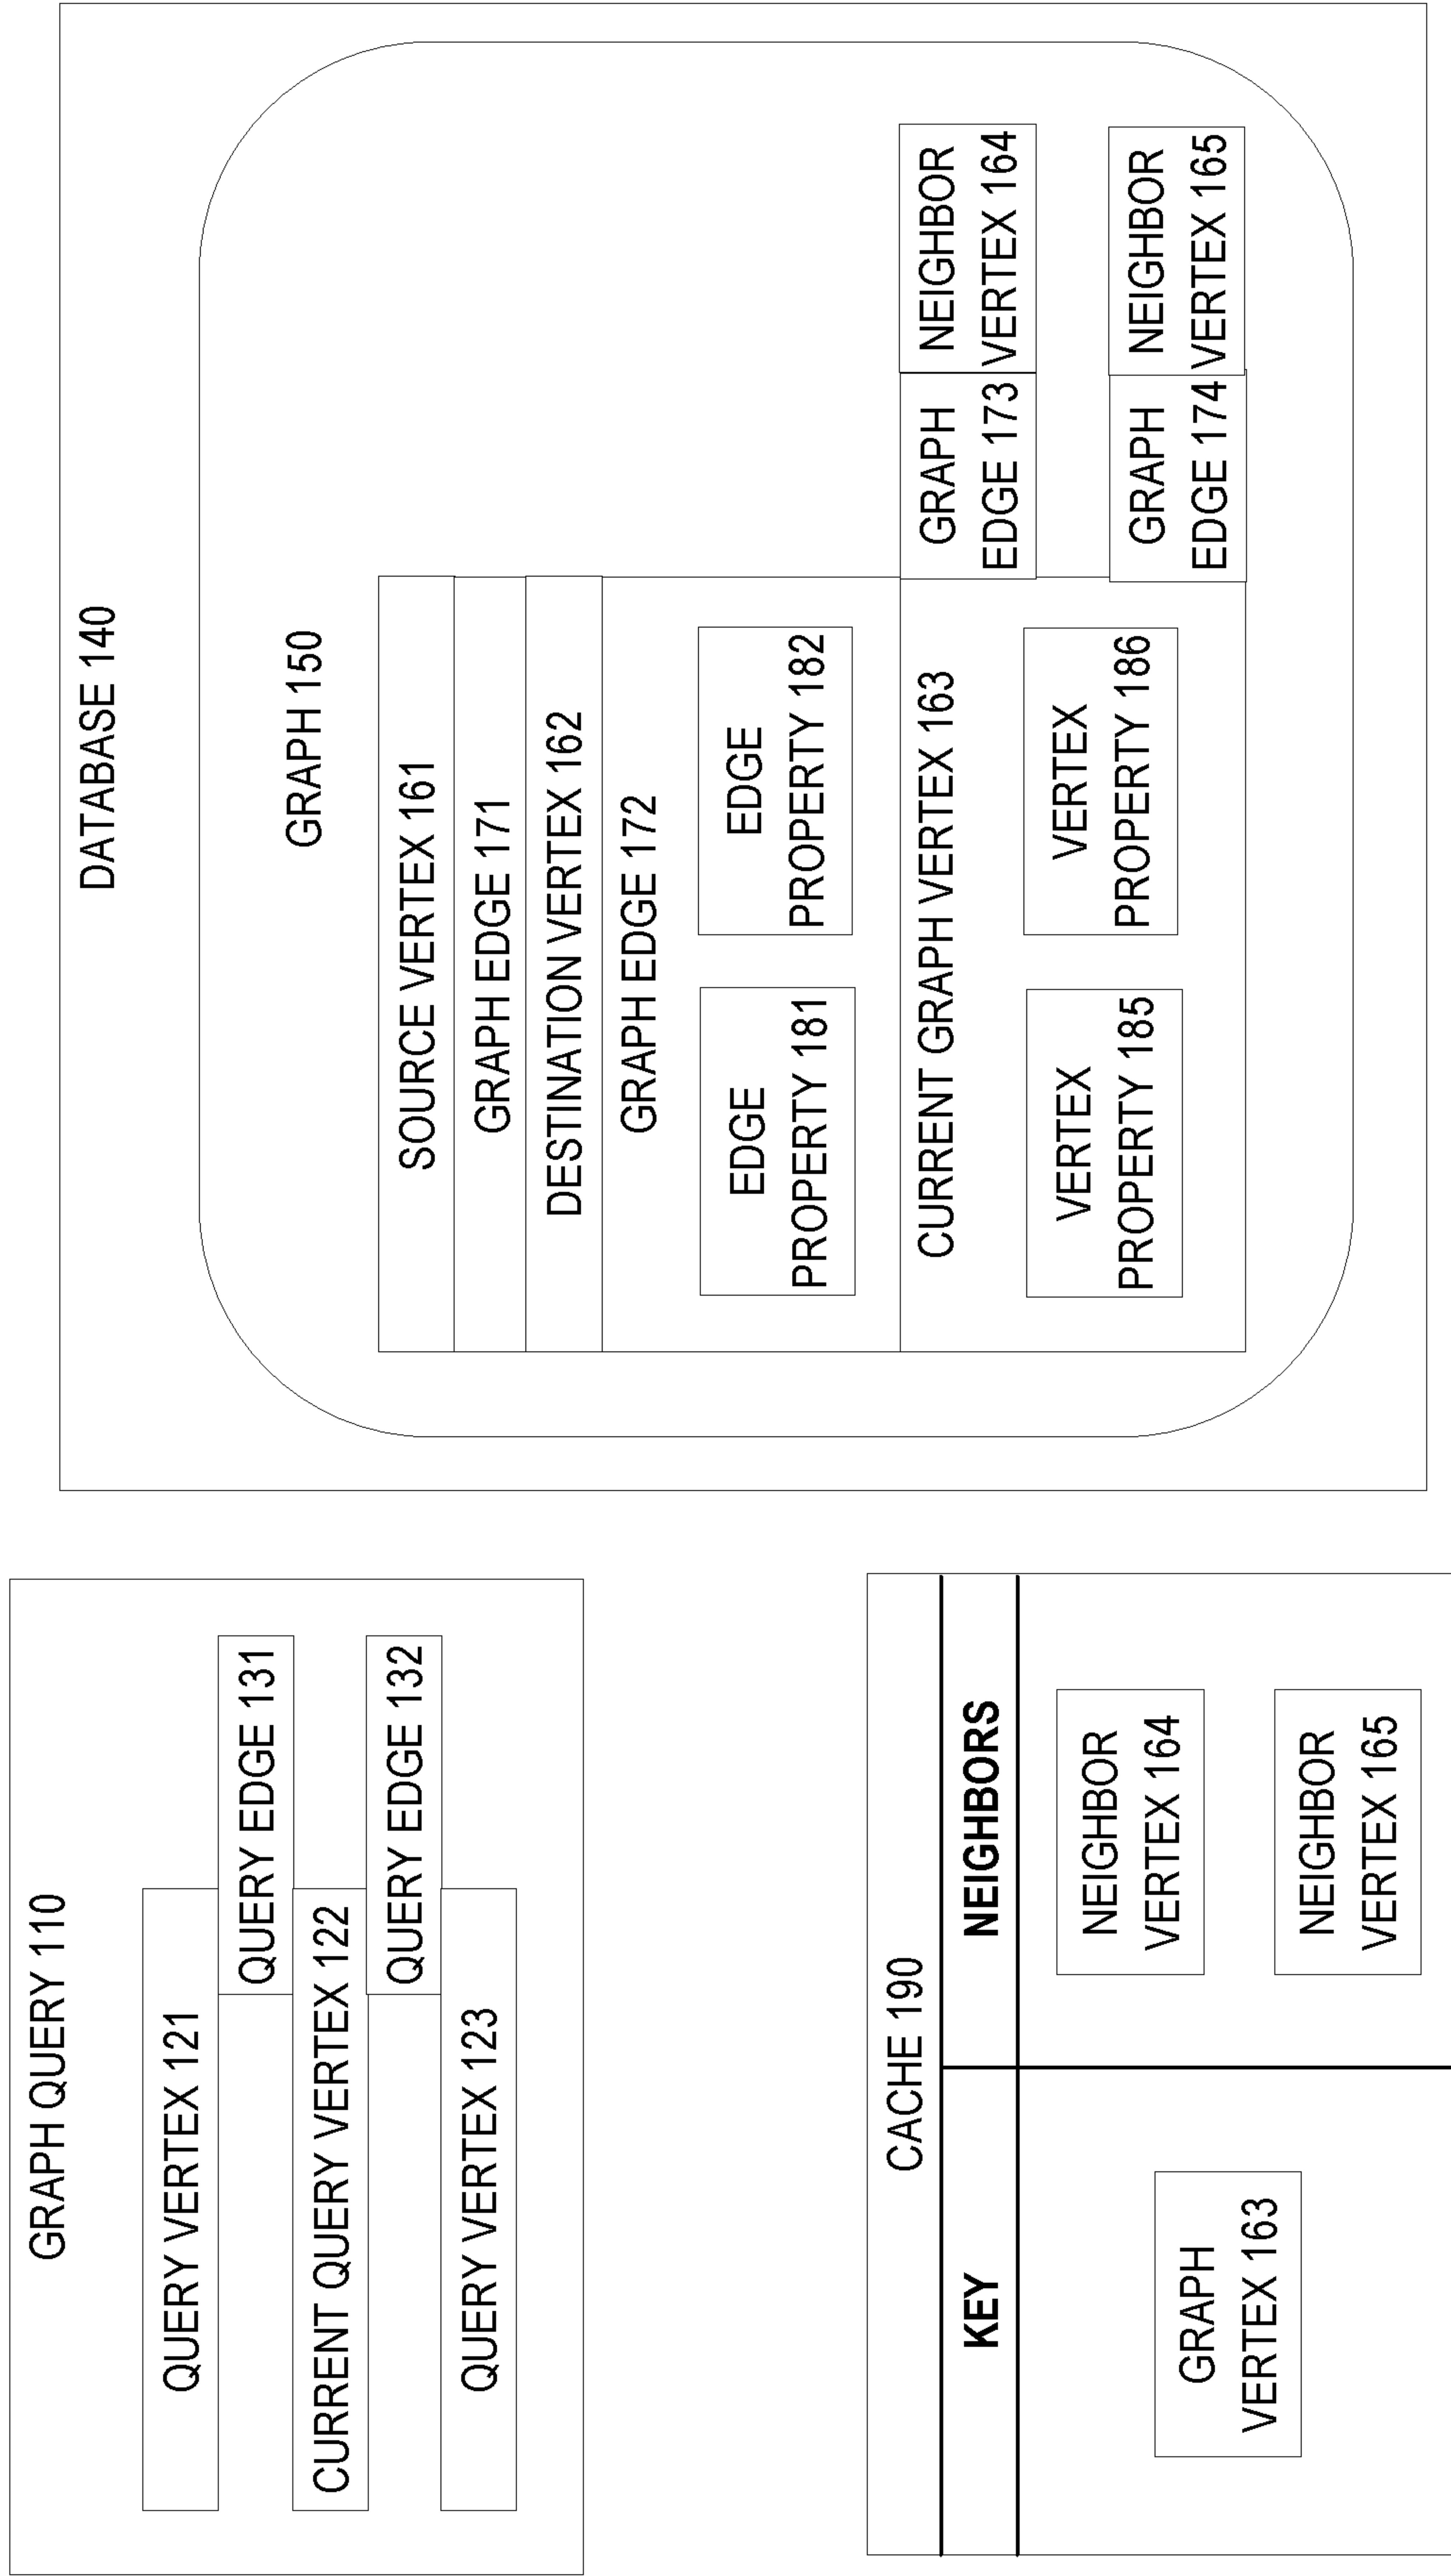 GRAPH QUERY 110
QUERY VERTEX 121
QUERY EDGE 131
CURRENT QUERY VERTEX 122
QUERY EDGE 132
QUERY VERTEX 123
CACHE 190
KEY
NEIGHBORS
GRAPH
VERTEX 163
NEIGHBOR
VERTEX 164
NEIGHBOR
VERTEX 165
DATABASE 140
GRAPH 150
SOURCE VERTEX 161
GRAPH EDGE 171
DESTINATION VERTEX 162
GRAPH EDGE 172
EDGE
PROPERTY 181
EDGE
PROPERTY 182
CURRENT GRAPH VERTEX 163
VERTEX
PROPERTY 185
VERTEX
PROPERTY 186
GRAPH
EDGE 173
NEIGHBOR
VERTEX 164
GRAPH
EDGE 174
NEIGHBOR
VERTEX 165